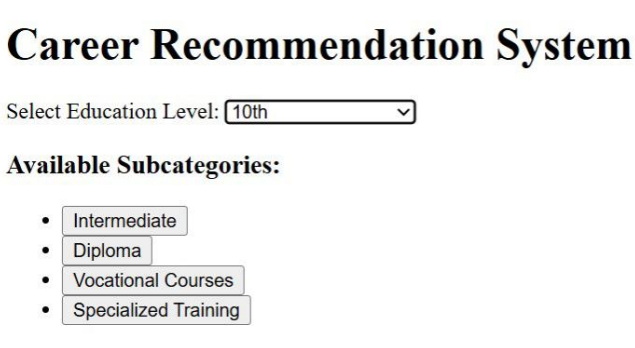 Career Recommendation System
Select Education Level: 10th
Available Subcategories:
Intermediate
Diploma
Vocational Courses
Specialized Training